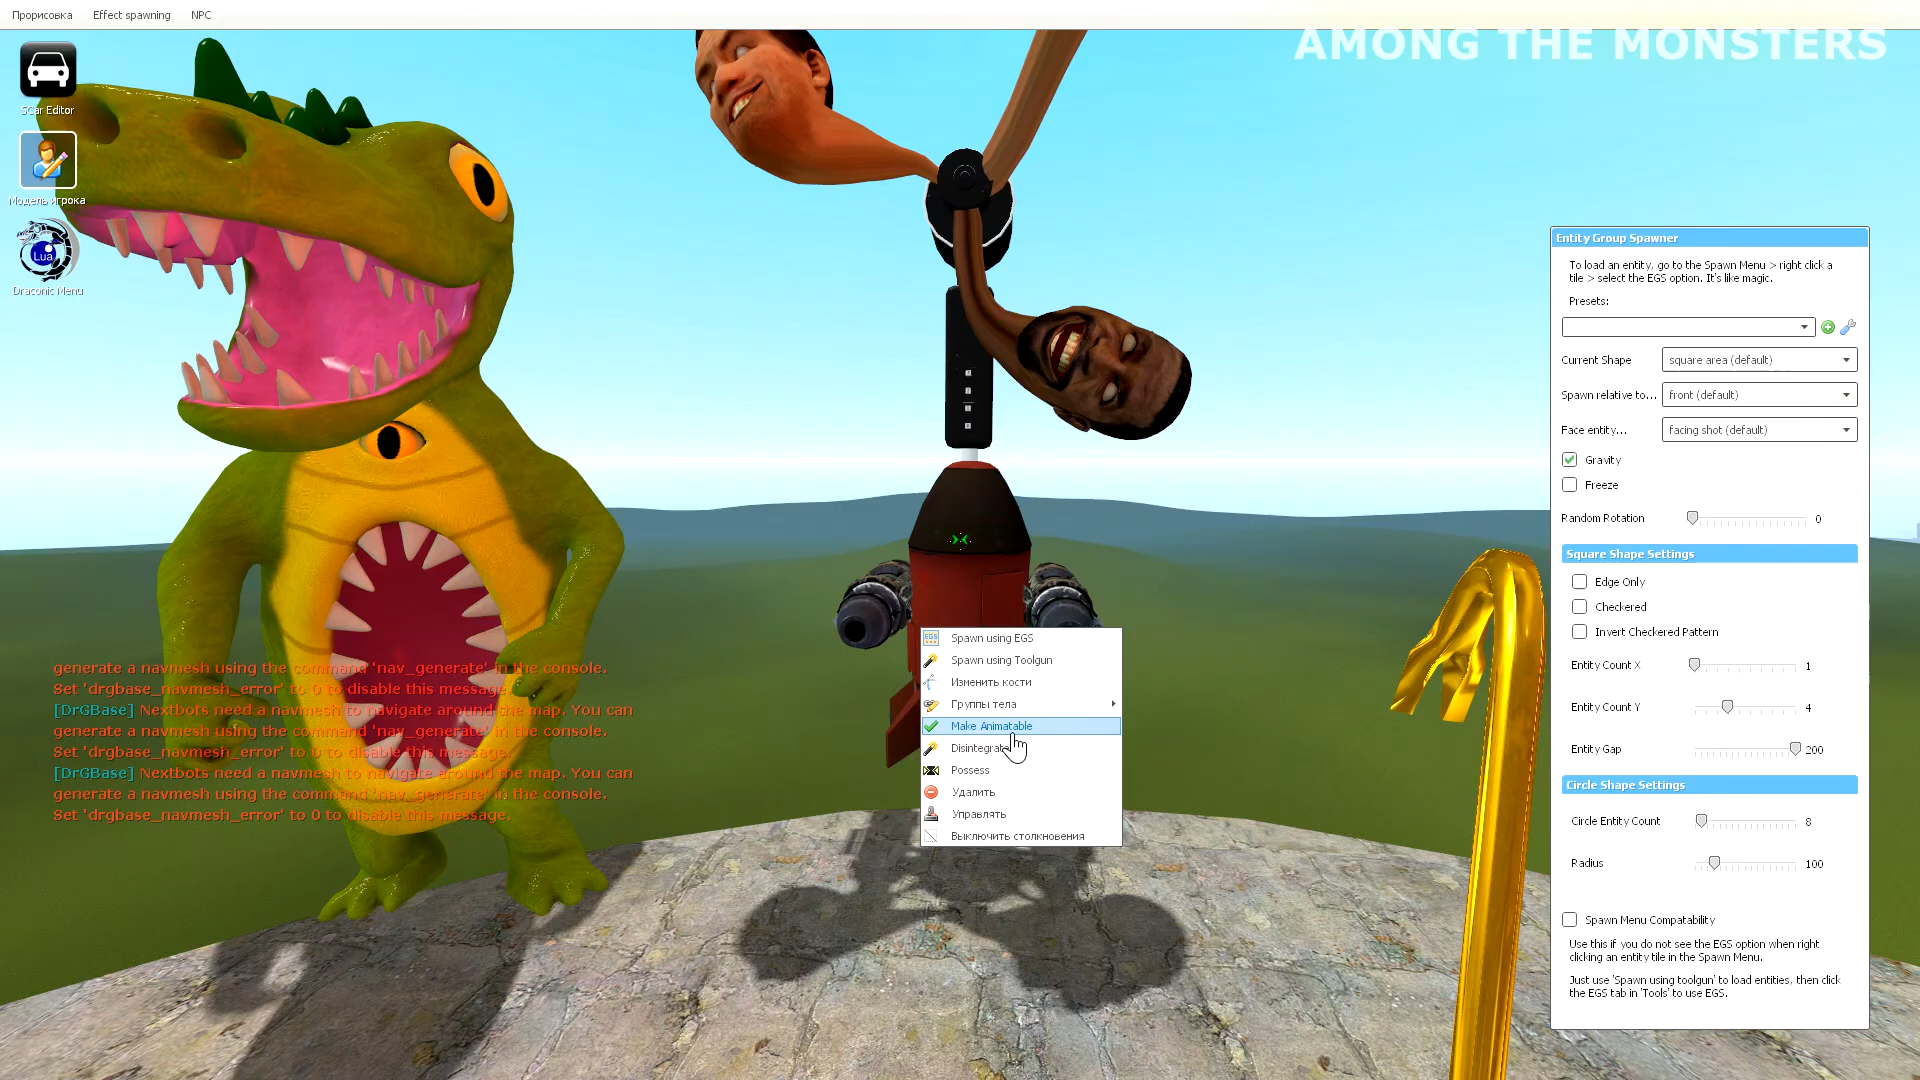 Прорисовка
Effect spawning
NPC
AMONG THE MONSTERS
SCar Editor
Модель игрока
Lua
Draconic Menu
generate a navmesh using the command 'nav_generate' in the console.
Set 'drgbase_navmesh_error' to 0 to disable this message.
[DrGBase] Nextbots need a navmesh to navigate around the map. You can
generate a navmesh using the command 'nav_generate' in the console.
Set 'drgbase_navmesh_error' to 0 to disable this message.
[DrGBase] Nextbots need a navmesh to navigate around the map. You can
generate a navmesh using the command 'nav_generate' in the console.
Set 'drgbase_navmesh_error' to 0 to disable this message.
EGS Spawn using EGS
Spawn using Toolgun
Изменить кости
Группы тела
Make Animatable
Possess
Удалить
Управлять
Выключить столкновения
Entity Group Spawner
To load an entity, go to the Spawn Menu > right click a
tile > select the EGS option. It's like magic.
Presets:
Current Shape square area (default)
Spawn relative to... front (default)
Face entity... facing shot (default)
Gravity
Freeze
Random Rotation 0
Square Shape Settings
Edge Only
Checkered
Invert Checkered Pattern
Entity Count X 1
Entity Count Y 4
Entity Gap 200
Circle Shape Settings
Circle Entity Count 8
Radius 100
Spawn Menu Compatability
Use this if you do not see the EGS option when right
clicking an entity tile in the Spawn Menu.
Just use 'Spawn using toolgun' to load entities, then click
the EGS tab in 'Tools' to use EGS.